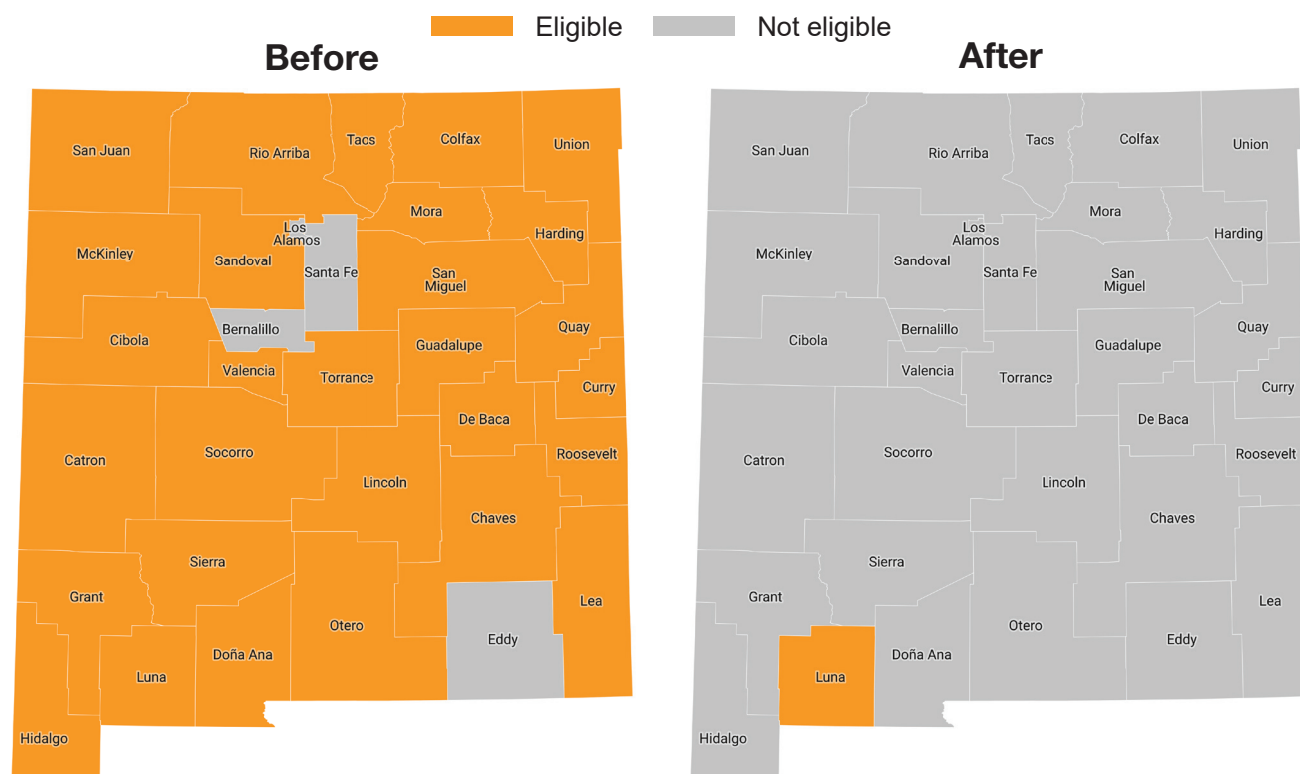 Eligible
Not eligible
Before
After
San Juan
Rio Arriba
Tacs
Colfax
Union
Mora
Harding
Los
Alamos
McKinley
Sandoval
Santa Fe
San
Miguel
Bernalillo
Quay
Cibola
Guadalupe
Valencia
Torrance
Curry
De Baca
Catron
Socorro
Roosevelt
Lincoln
Chaves
Sierra
Grant
Lea
Otero
Eddy
Doña Ana
Luna
Hidalgo
San Juan
Rio Arriba
Tacs
Colfax
Union
Mora
Harding
Los
Alamos
McKinley
Sandoval
Santa Fe
San
Miguel
Bernalillo
Quay
Cibola
Guadalupe
Valencia
Torrance
Curry
De Baca
Catron
Socorro
Roosevelt
Lincoln
Chaves
Sierra
Grant
Lea
Otero
Eddy
Doña Ana
Luna
Hidalgo